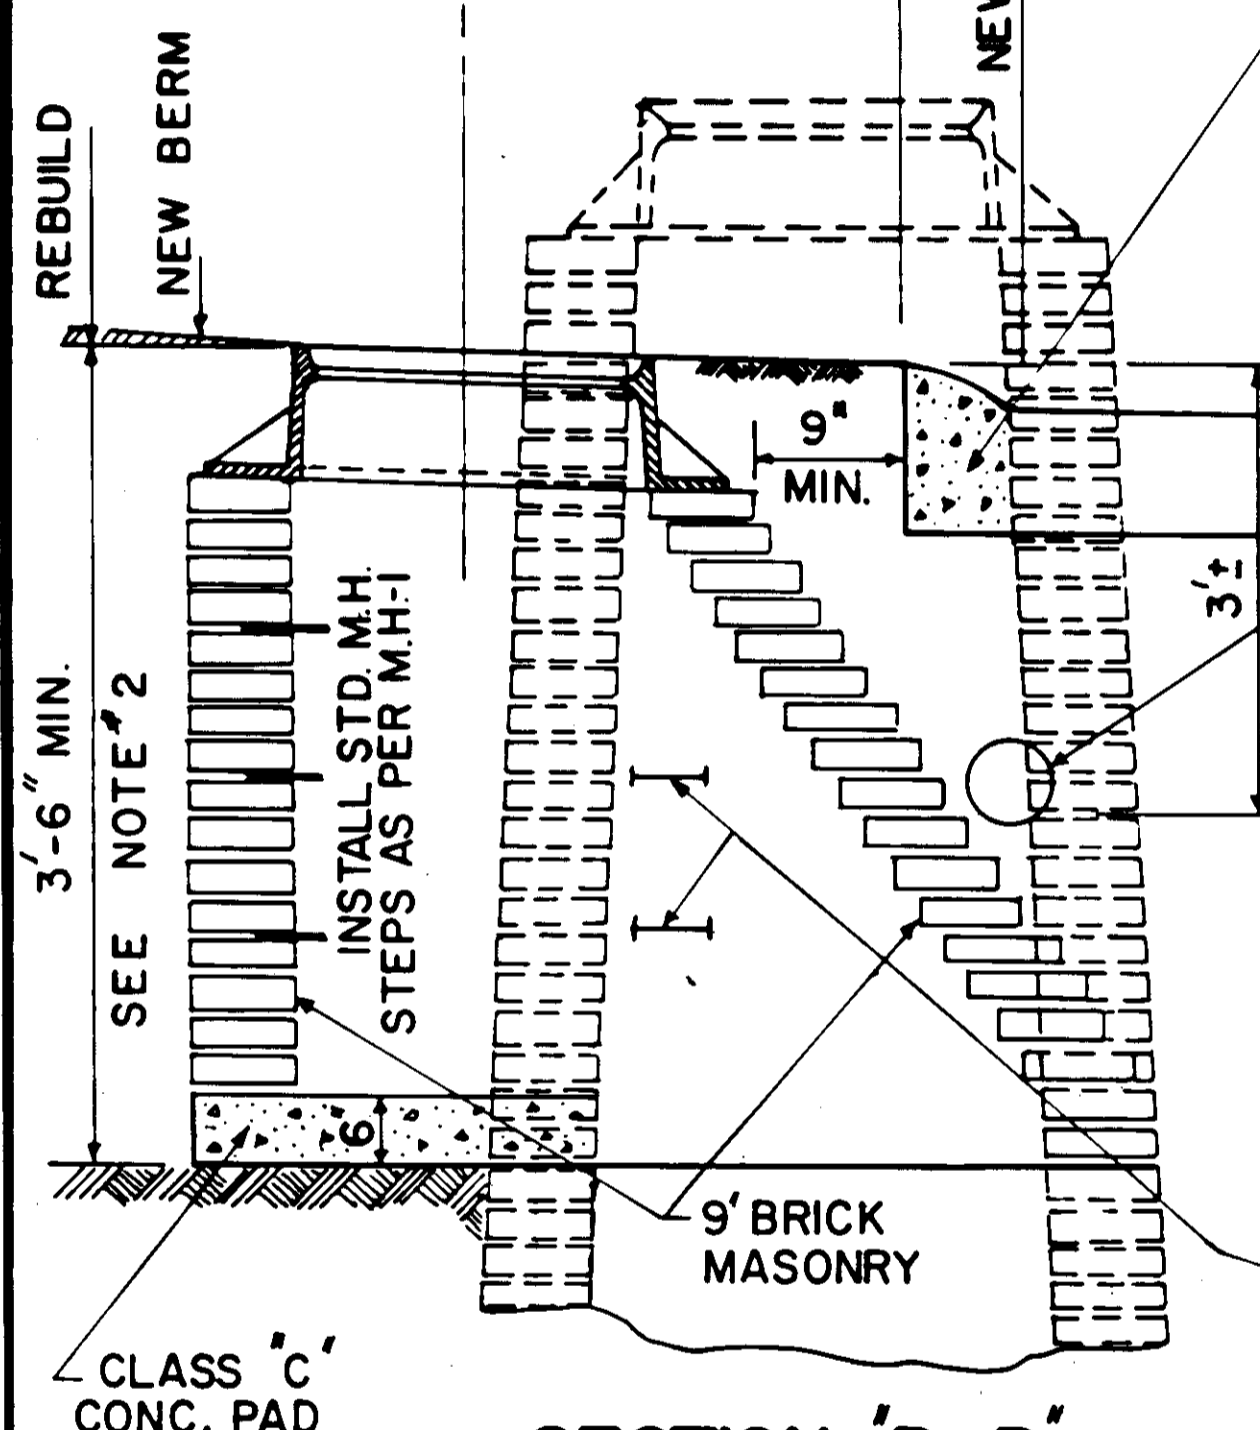 REBUILD
NEW BERM
NEW
9"
MIN.
3'±
3'-6" MIN.
SEE NOTE #2
INSTALL STD. M.H.
STEPS AS PER M.H.-1
6"
9' BRICK
MASONRY
CLASS "C"
CONC. PAD